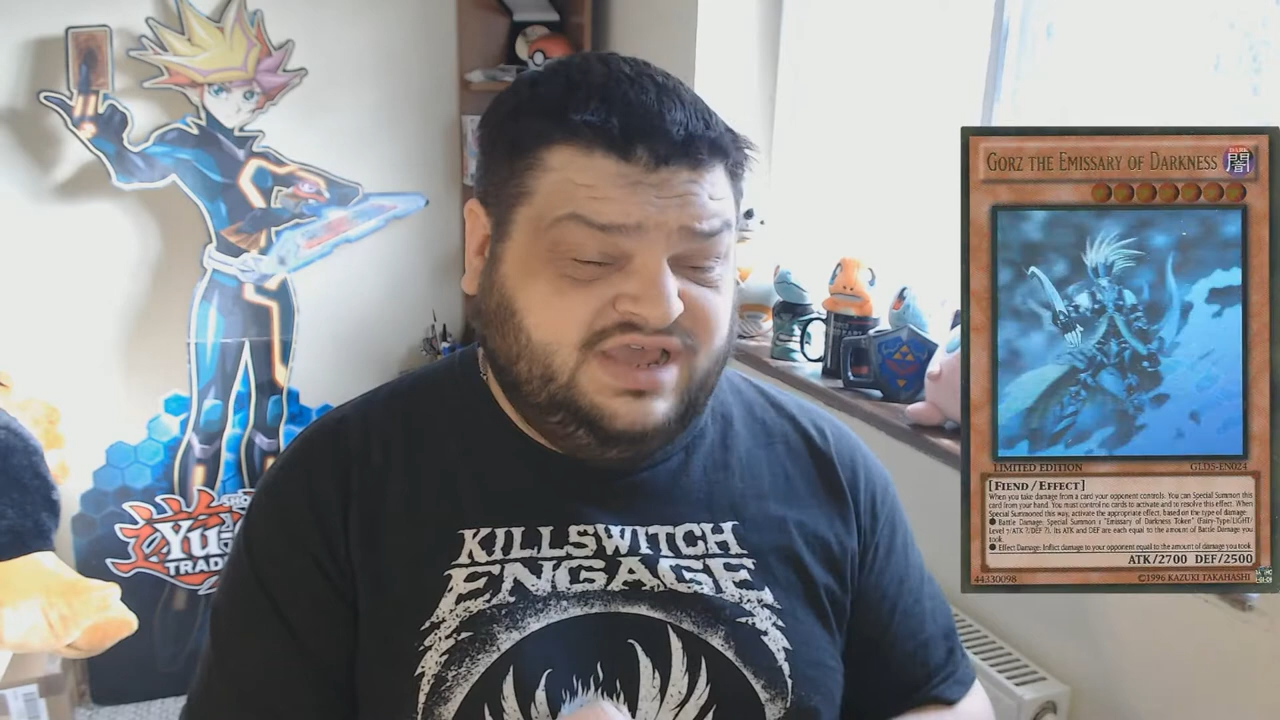 GORZ THE EMISSARY OF DARKNESS
DARK
闇
LIMITED EDITION
GLD5-EN024
[FIEND/EFFECT]
When you take damage from a card your opponent controls: You can Special Summon this
card from your hand. You must control no cards to activate and to resolve this effect. When
Special Summoned this way, activate the appropriate effect, based on the type of damage:
● Battle Damage: Special Summon 1 "Emissary of Darkness Token" (Fairy-Type/LIGHT/
Level 7/ATK ?/DEF ?). Its ATK and DEF are each equal to the amount of Battle Damage you
took.
● Effect Damage: Inflict damage to your opponent equal to the amount of damage you took.
ATK/2700 DEF/2500
44330098
©1996 KAZUKI TAKAHASHI
KILLSWITCH
ENGAGE
SHO
Yu
TRAD